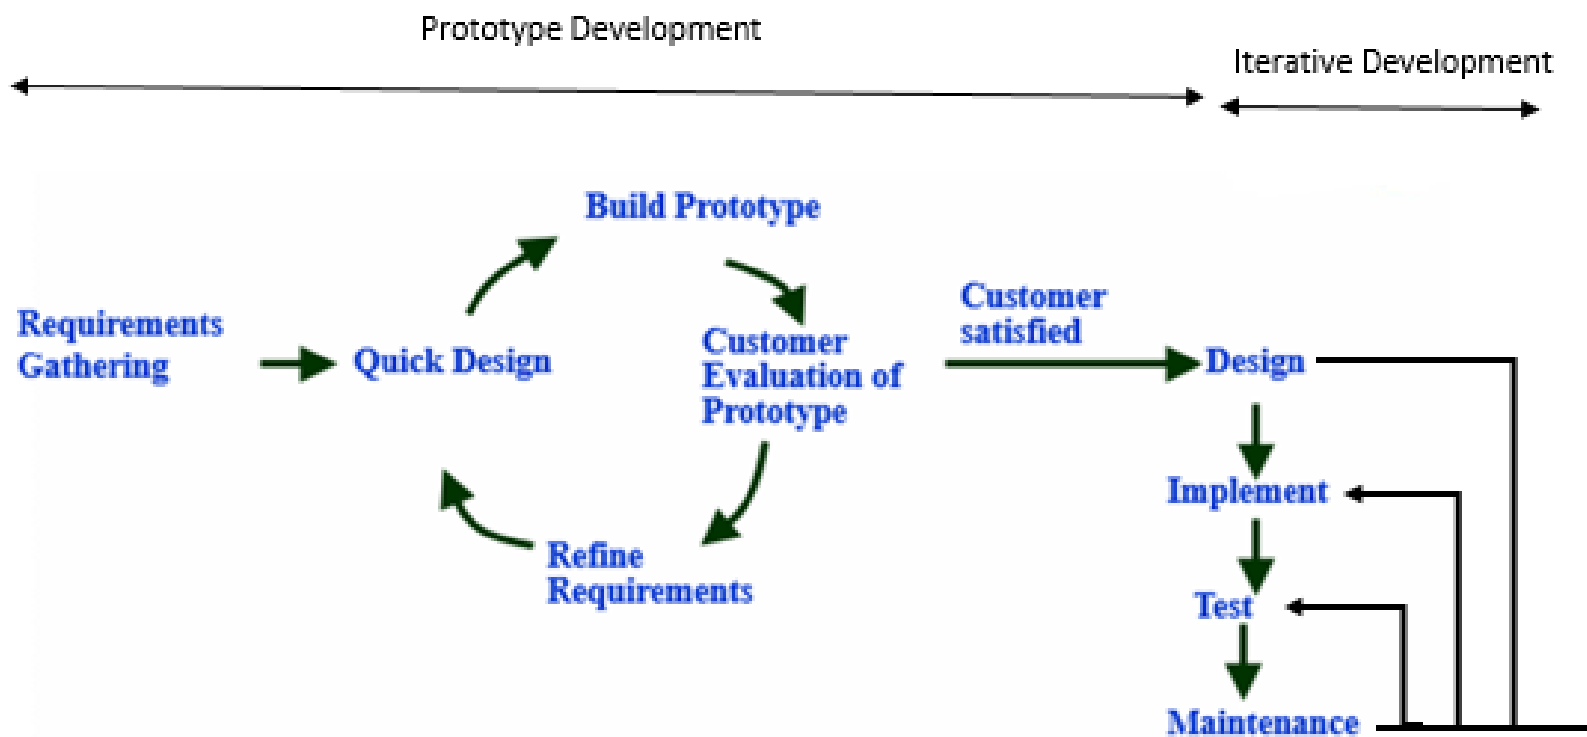 Prototype Development
Iterative Development
Build Prototype
Requirements
Gathering
Quick Design
Customer
Evaluation of
Prototype
Customer
satisfied
Design
Implement
Refine
Requirements
Test
Maintenance